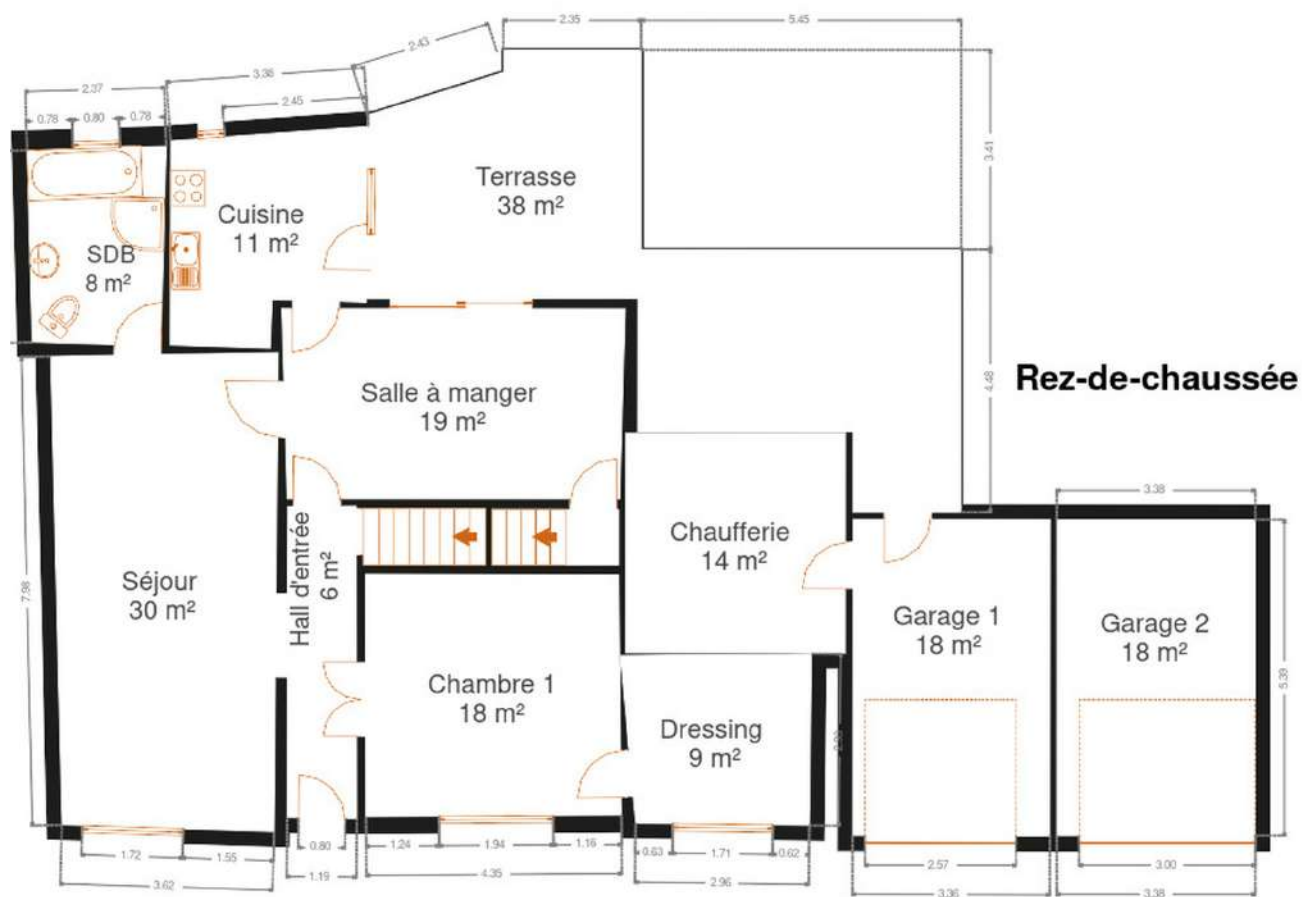 2.35
5.45
2.43
3.38
2.45
2.37
0.78
0.80
0.78
3.41
Terrasse
38 m²
Cuisine
11 m²
SDB
8 m²
4.48
Rez-de-chaussée
Salle à manger
19 m²
3.38
Chaufferie
14 m²
Hall d'entrée
6 m²
Séjour
30 m²
7.98
Garage 1
18 m²
Garage 2
18 m²
5.39
Chambre 1
18 m²
Dressing
9 m²
1.72
1.55
3.62
0.80
1.19
1.24
1.94
1.16
4.35
0.63
1.71
0.62
2.96
2.57
3.36
3.00
3.38